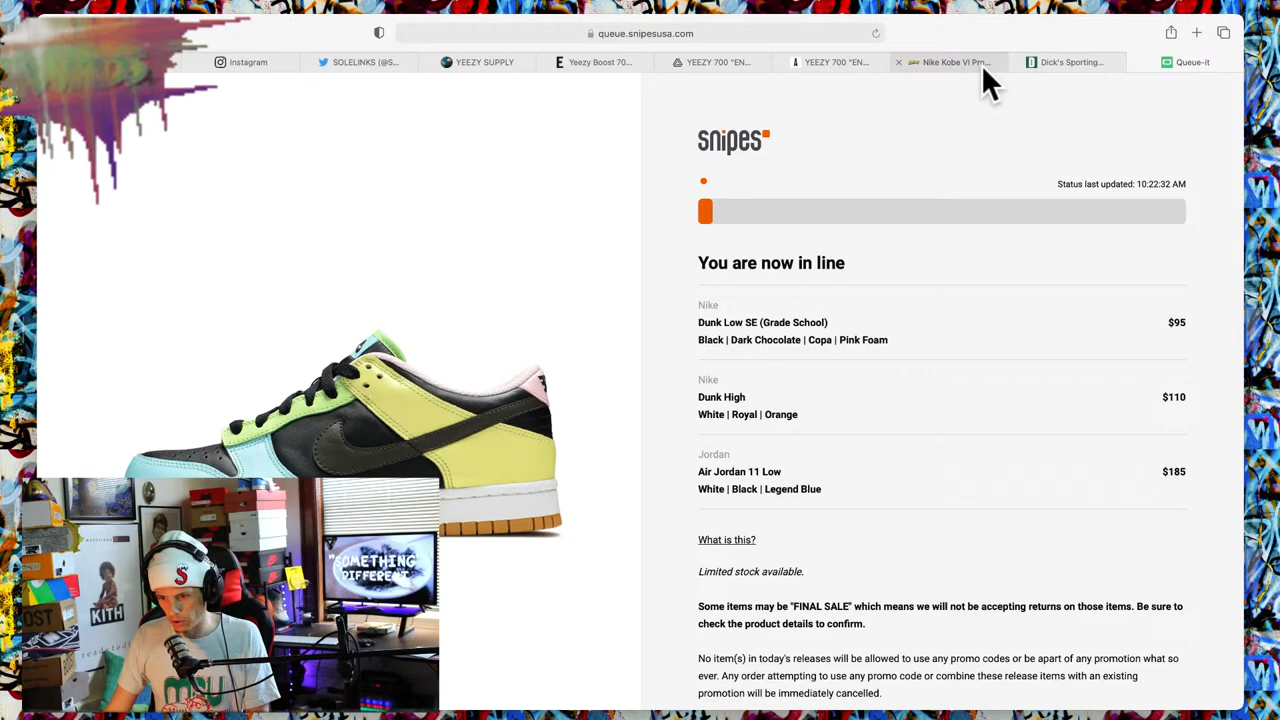 queue.snipesusa.com
Instagram
SOLELINKS (@S...
YEEZY SUPPLY
Yeezy Boost 70...
YEEZY 700 "EN...
YEEZY 700 "EN...
Nike Kobe VI Pro...
Dick's Sporting...
Queue-it
snipes
Status last updated: 10:22:32 AM
You are now in line
Nike
Dunk Low SE (Grade School) $95
Black | Dark Chocolate | Copa | Pink Foam
Nike
Dunk High $110
White | Royal | Orange
Jordan
Air Jordan 11 Low $185
White | Black | Legend Blue
What is this?
Limited stock available.
Some items may be "FINAL SALE" which means we will not be accepting returns on those items. Be sure to
check the product details to confirm.
No item(s) in today's releases will be allowed to use any promo codes or be apart of any promotion what so
ever. Any order attempting to use any promo code or combine these release items with an existing
promotion will be immediately cancelled.
"SOMETHING
DIFFERENT"
KITH
ready to
S